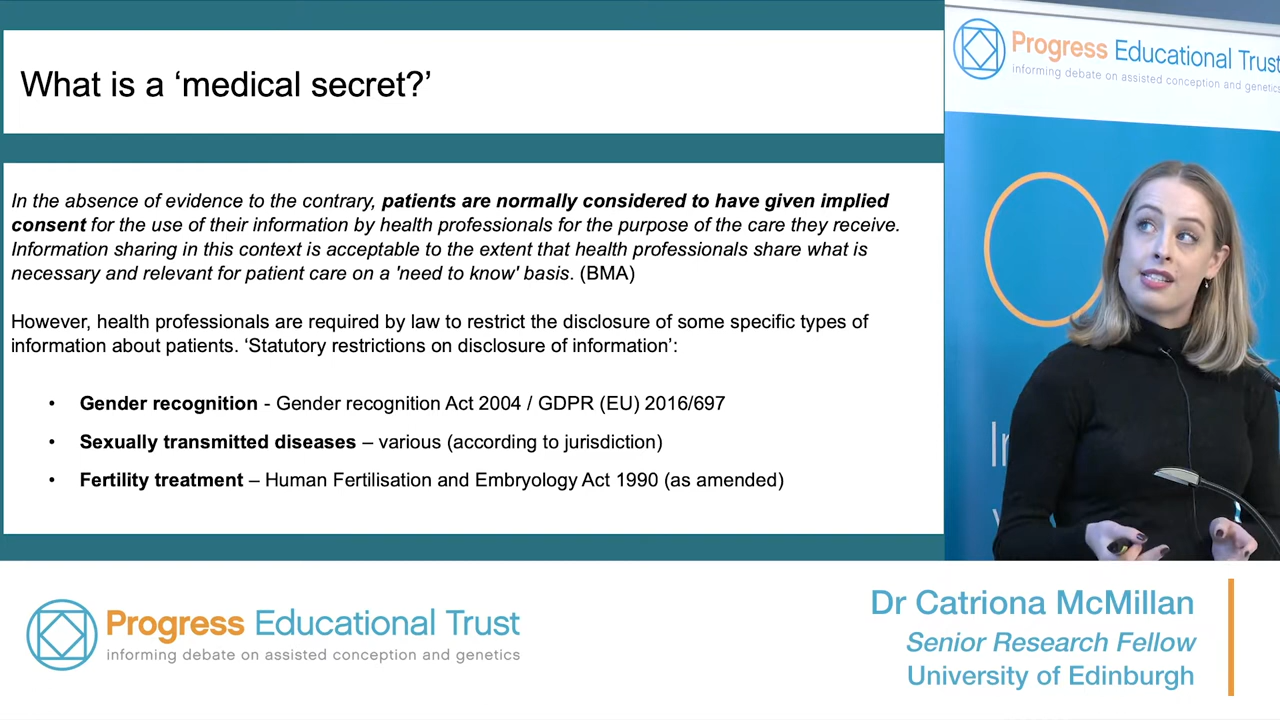 What is a ‘medical secret?’
In the absence of evidence to the contrary, patients are normally considered to have given implied
consent for the use of their information by health professionals for the purpose of the care they receive.
Information sharing in this context is acceptable to the extent that health professionals share what is
necessary and relevant for patient care on a 'need to know' basis. (BMA)
However, health professionals are required by law to restrict the disclosure of some specific types of
information about patients. ‘Statutory restrictions on disclosure of information’:
• Gender recognition - Gender recognition Act 2004 / GDPR (EU) 2016/697
• Sexually transmitted diseases – various (according to jurisdiction)
• Fertility treatment – Human Fertilisation and Embryology Act 1990 (as amended)
Progress Educational Trust
informing debate on assisted conception and genetics
Progress Educational Trust
informing debate on assisted conception and genetics
Dr Catriona McMillan
Senior Research Fellow
University of Edinburgh